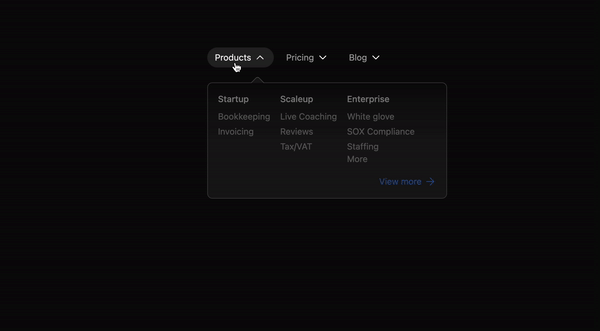 Products Pricing Blog
Startup Scaleup Enterprise
Bookkeeping Live Coaching White glove
Invoicing Reviews SOX Compliance
Tax/VAT Staffing
More
View more